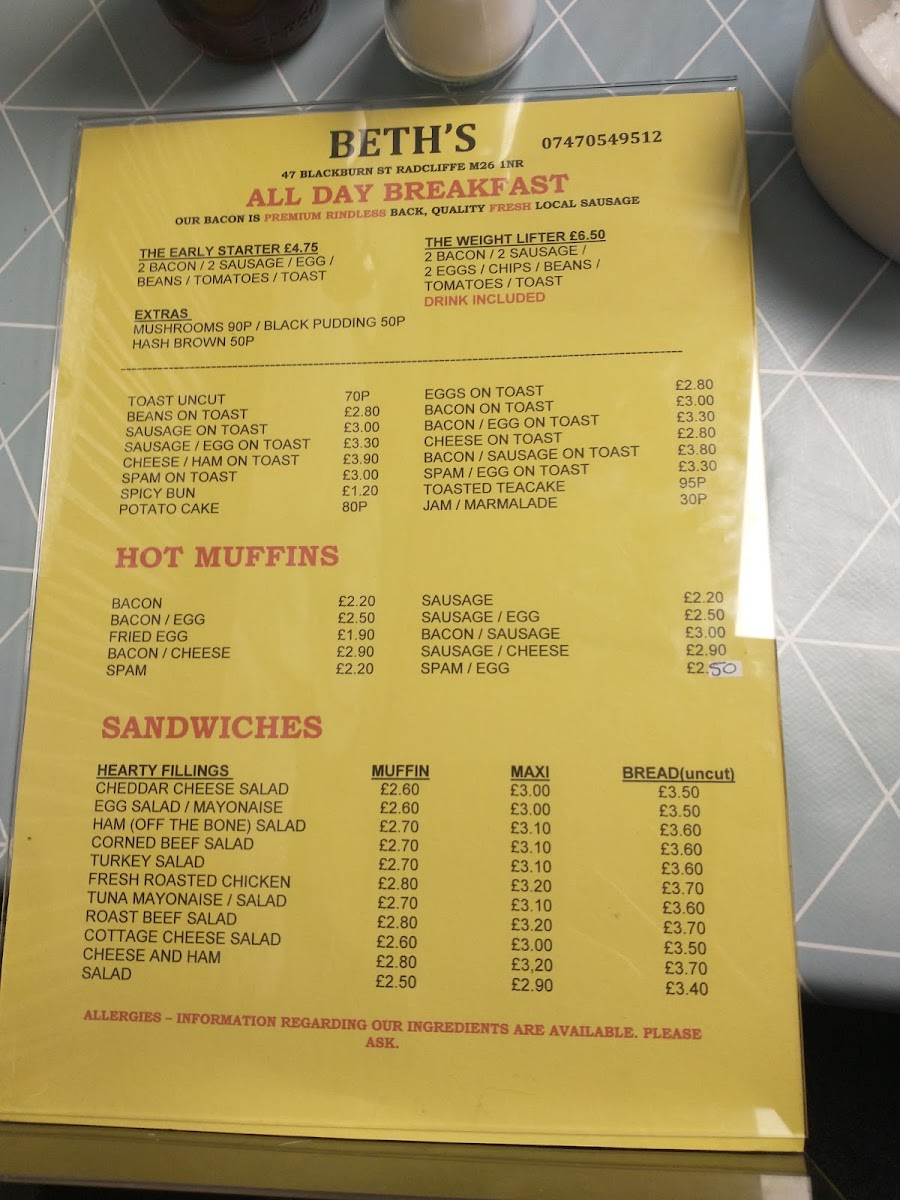 BETH'S 07470549512
47 BLACKBURN ST RADCLIFFE M26 1NR
ALL DAY BREAKFAST
OUR BACON IS PREMIUM RINDLESS BACK, QUALITY FRESH LOCAL SAUSAGE
THE EARLY STARTER £4.75
2 BACON / 2 SAUSAGE / EGG /
BEANS / TOMATOES / TOAST
THE WEIGHT LIFTER £6.50
2 BACON / 2 SAUSAGE /
2 EGGS / CHIPS / BEANS /
TOMATOES / TOAST
DRINK INCLUDED
EXTRAS
MUSHROOMS 90P / BLACK PUDDING 50P
HASH BROWN 50P
TOAST UNCUT 70P
BEANS ON TOAST £2.80
SAUSAGE ON TOAST £3.00
SAUSAGE / EGG ON TOAST £3.30
CHEESE / HAM ON TOAST £3.90
SPAM ON TOAST £3.00
SPICY BUN £1.20
POTATO CAKE 80P
EGGS ON TOAST £2.80
BACON ON TOAST £3.00
BACON / EGG ON TOAST £3.30
CHEESE ON TOAST £2.80
BACON / SAUSAGE ON TOAST £3.80
SPAM / EGG ON TOAST £3.30
TOASTED TEACAKE 95P
JAM / MARMALADE 30P
HOT MUFFINS
BACON £2.20
BACON / EGG £2.50
FRIED EGG £1.90
BACON / CHEESE £2.90
SPAM £2.20
SAUSAGE £2.20
SAUSAGE / EGG £2.50
BACON / SAUSAGE £3.00
SAUSAGE / CHEESE £2.90
SPAM / EGG £2.50
SANDWICHES
HEARTY FILLINGS MUFFIN MAXI BREAD(uncut)
CHEDDAR CHEESE SALAD £2.60 £3.00 £3.50
EGG SALAD / MAYONAISE £2.60 £3.00 £3.50
HAM (OFF THE BONE) SALAD £2.70 £3.10 £3.60
CORNED BEEF SALAD £2.70 £3.10 £3.60
TURKEY SALAD £2.70 £3.10 £3.60
FRESH ROASTED CHICKEN £2.80 £3.20 £3.70
TUNA MAYONAISE / SALAD £2.70 £3.10 £3.60
ROAST BEEF SALAD £2.80 £3.20 £3.70
COTTAGE CHEESE SALAD £2.60 £3.00 £3.50
CHEESE AND HAM £2.80 £3,20 £3.70
SALAD £2.50 £2.90 £3.40
ALLERGIES – INFORMATION REGARDING OUR INGREDIENTS ARE AVAILABLE. PLEASE
ASK.